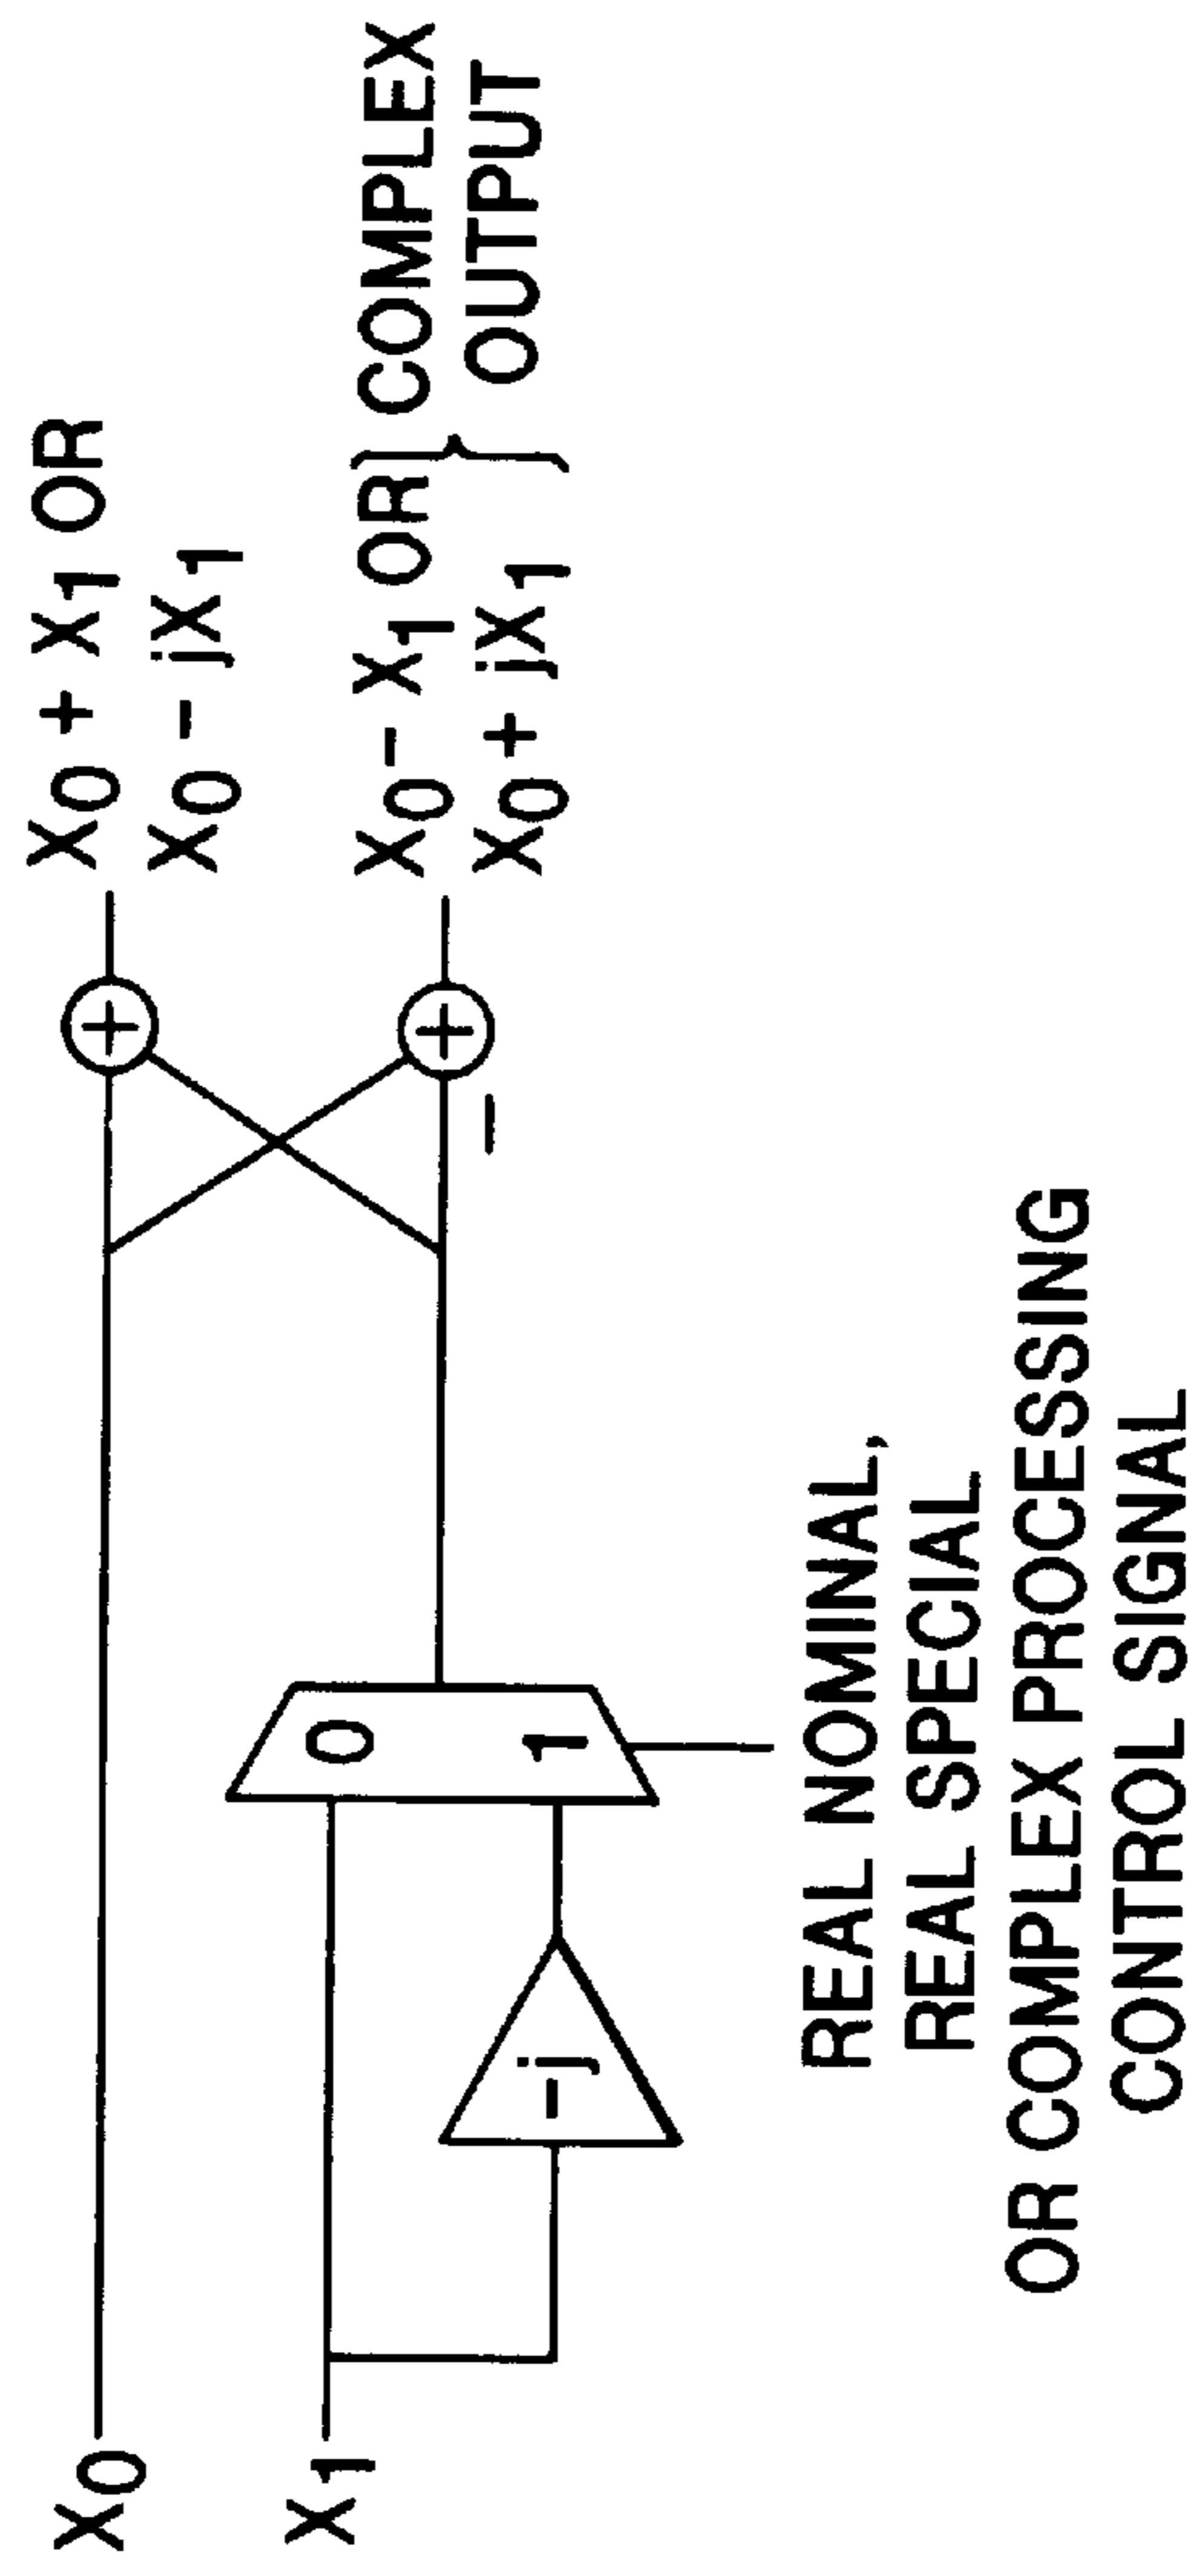 X0
X1
-j
0
1
+
+
-
X0 + X1 OR
X0 - jX1
X0 - X1 OR
X0 + jX1
COMPLEX
OUTPUT
REAL NOMINAL,
REAL SPECIAL
OR COMPLEX PROCESSING
CONTROL SIGNAL